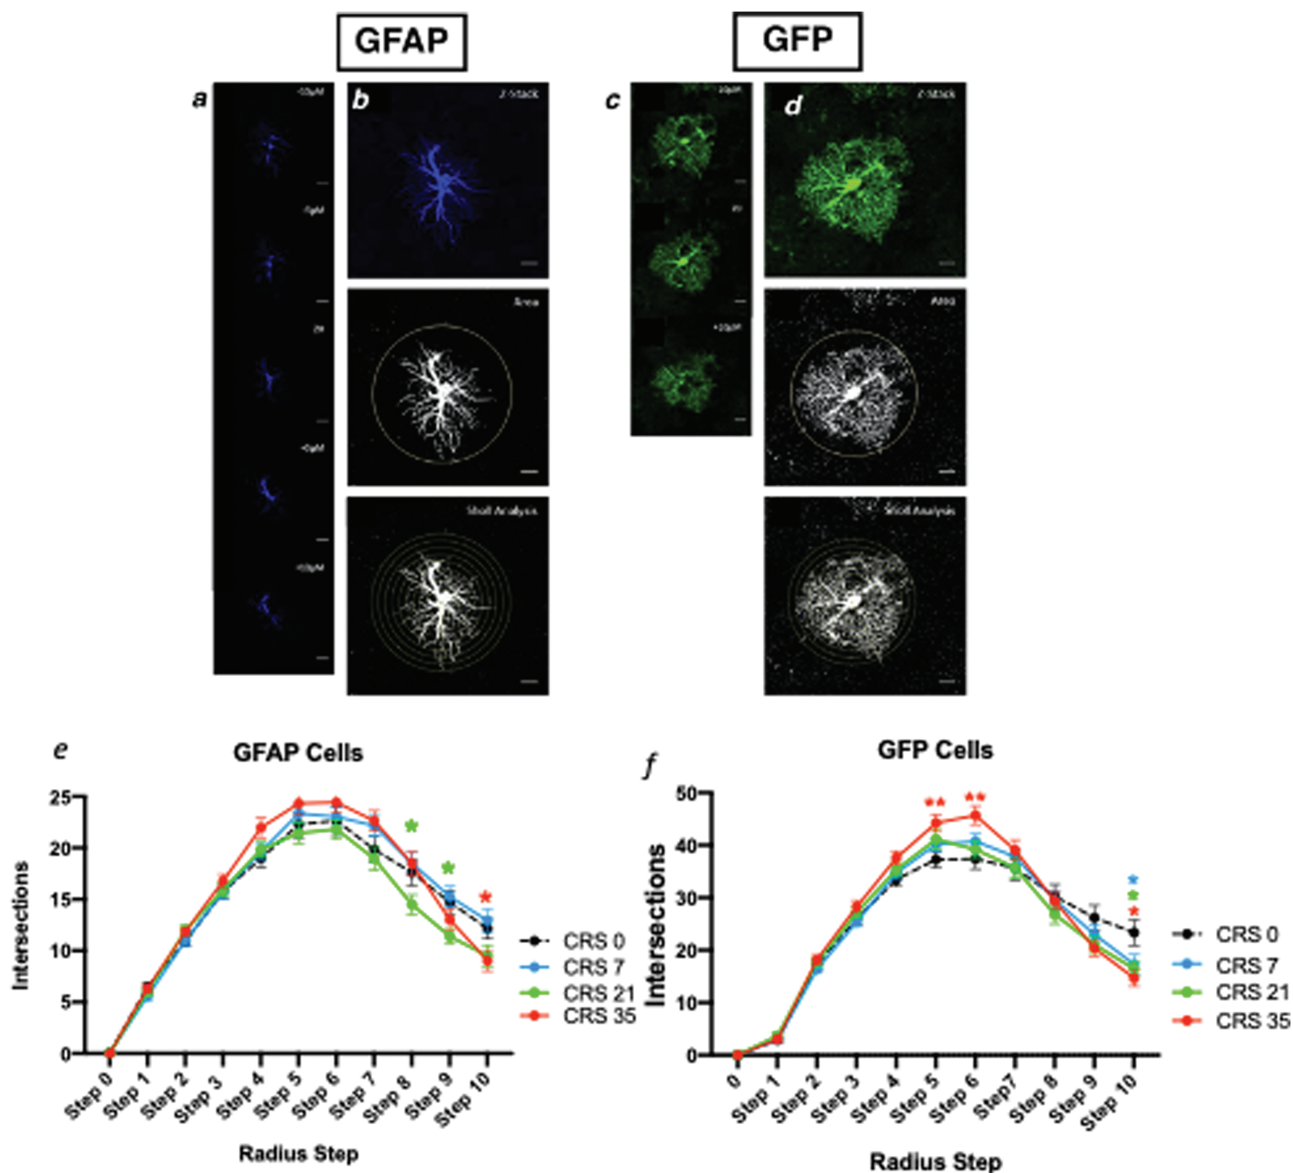 GFAP
GFP
a
b
Z-Stack
c
d
Z-Stack
Area
Area
Sholl Analysis
Sholl Analysis
e
GFAP Cells
f
GFP Cells
Intersections
25
20
15
10
5
0
Step 0
Step 1
Step 2
Step 3
Step 4
Step 5
Step 6
Step 7
Step 8
Step 9
Step 10
Radius Step
CRS 0
CRS 7
CRS 21
CRS 35
Intersections
50
40
30
20
10
0
0
Step 1
Step 2
Step 3
Step 4
Step 5
Step 6
Step7
Step 8
Step 9
Step 10
Radius Step
CRS 0
CRS 7
CRS 21
CRS 35